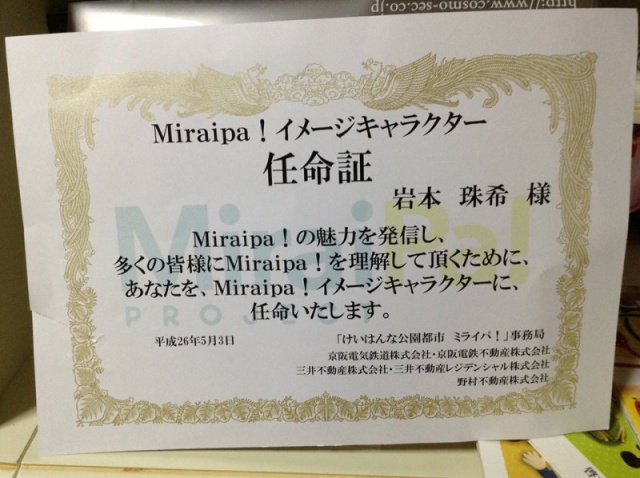 http://www.cosmo-sec.co.jp
Miraipa！イメージキャラクター
任命証
岩本 珠希 様
MiraiPa!
PROJECT
Miraipa！の魅力を発信し、
多くの皆様にMiraipa！を理解して頂くために、
あなたを、Miraipa！イメージキャラクターに、
任命いたします。
平成26年5月3日
「けいはんな公園都市 ミライパ！」事務局
京阪電気鉄道株式会社・京阪電鉄不動産株式会社
三井不動産株式会社・三井不動産レジデンシャル株式会社
野村不動産株式会社